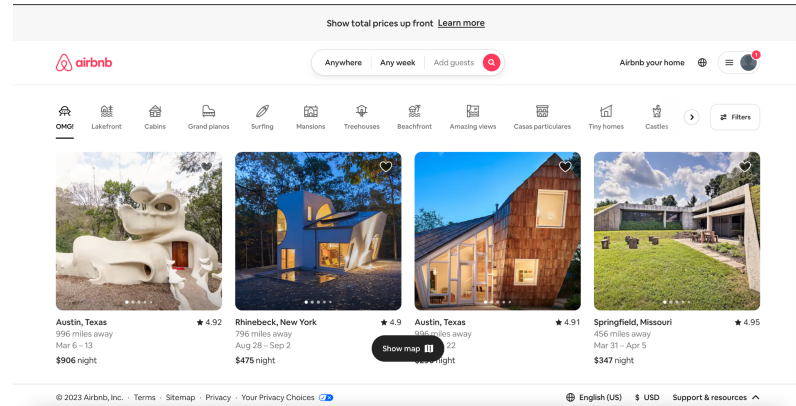 Show total prices up front Learn more
airbnb
Anywhere Any week Add guests
Airbnb your home
1
OMG!
Lakefront
Cabins
Grand pianos
Surfing
Mansions
Treehouses
Beachfront
Amazing views
Casas particulares
Tiny homes
Castles
Filters
Austin, Texas ★ 4.92
996 miles away
Mar 6 – 13
$906 night
Rhinebeck, New York ★ 4.9
796 miles away
Aug 28 – Sep 2
$475 night
Austin, Texas ★ 4.91
996 miles away
22
night
Springfield, Missouri ★ 4.95
456 miles away
Mar 31 – Apr 5
$347 night
Show map
© 2023 Airbnb, Inc. · Terms · Sitemap · Privacy · Your Privacy Choices
English (US) $ USD Support & resources